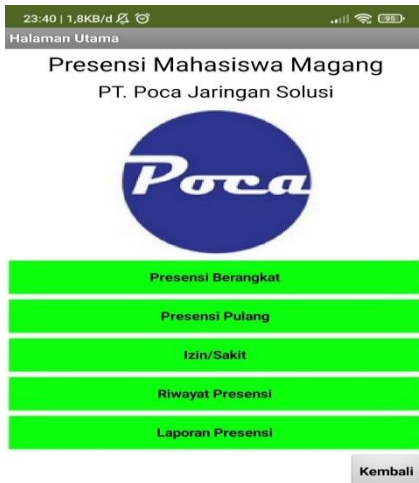 23:40 | 1,8KB/d 95
Halaman Utama
Presensi Mahasiswa Magang
PT. Poca Jaringan Solusi
Poca
Presensi Berangkat
Presensi Pulang
Izin/Sakit
Riwayat Presensi
Laporan Presensi
Kembali